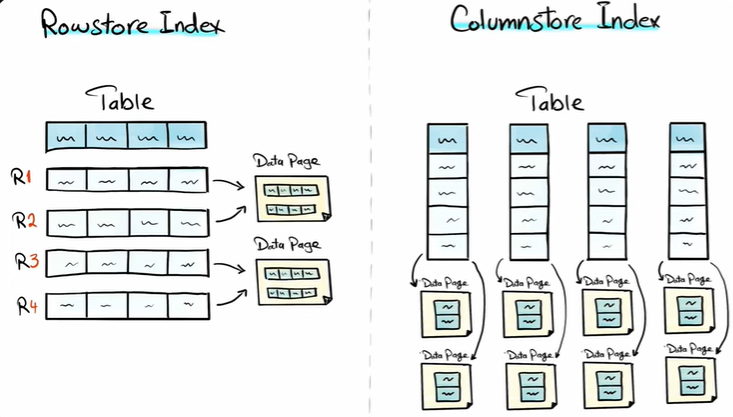 Rowstore Index
Table
R1
R2
R3
R4
Data Page
Data Page
Columnstore Index
Table
Data Page
Data Page
Data Page
Data Page
Data Page
Data Page
Data Page
Data Page